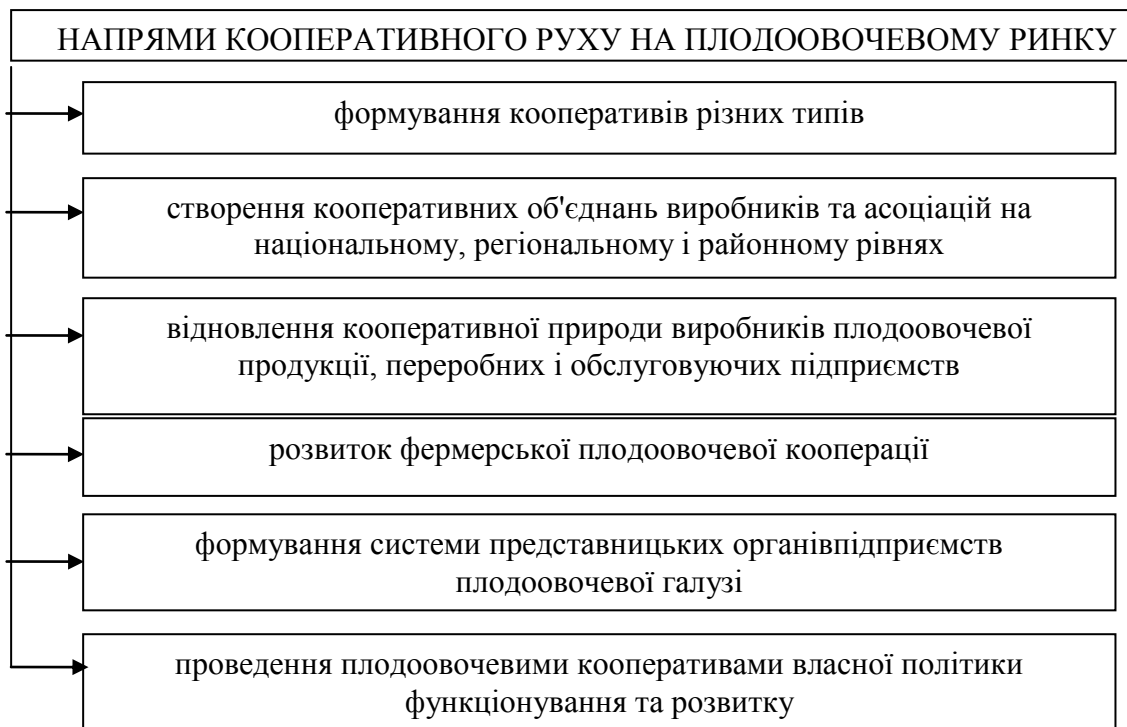 НАПРЯМИ КООПЕРАТИВНОГО РУХУ НА ПЛОДООВОЧЕВОМУ РИНКУ
формування кооперативів різних типів
створення кооперативних об'єднань виробників та асоціацій на
національному, регіональному і районному рівнях
відновлення кооперативної природи виробників плодоовочевої
продукції, переробних і обслуговуючих підприємств
розвиток фермерської плодоовочевої кооперації
формування системи представницьких органівпідприємств
плодоовочевої галузі
проведення плодоовочевими кооперативами власної політики
функціонування та розвитку